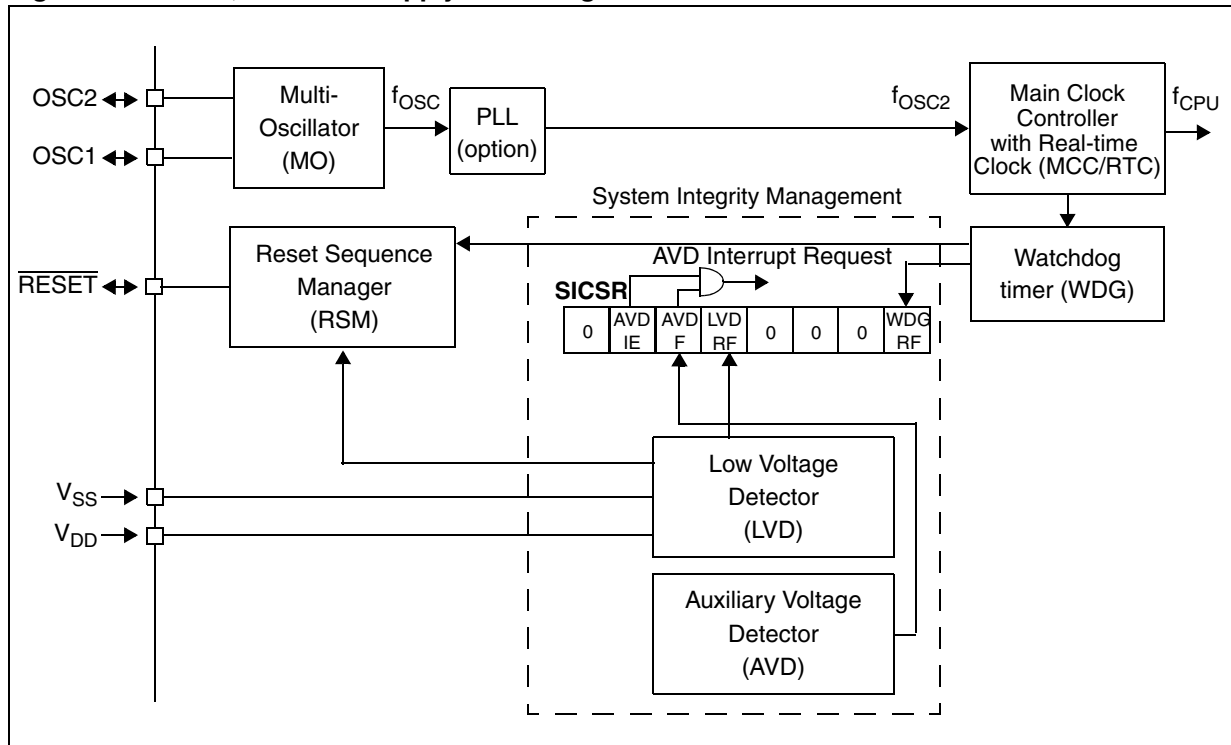 OSC2
OSC1
Multi-
Oscillator
(MO)
fOSC
PLL
(option)
fOSC2
Main Clock
Controller
with Real-time
Clock (MCC/RTC)
fCPU
System Integrity Management
RESET
Reset Sequence
Manager
(RSM)
AVD Interrupt Request
Watchdog
timer (WDG)
SICSR
0
AVD
IE
AVD
F
LVD
RF
0
0
0
WDG
RF
VSS
VDD
Low Voltage
Detector
(LVD)
Auxiliary Voltage
Detector
(AVD)